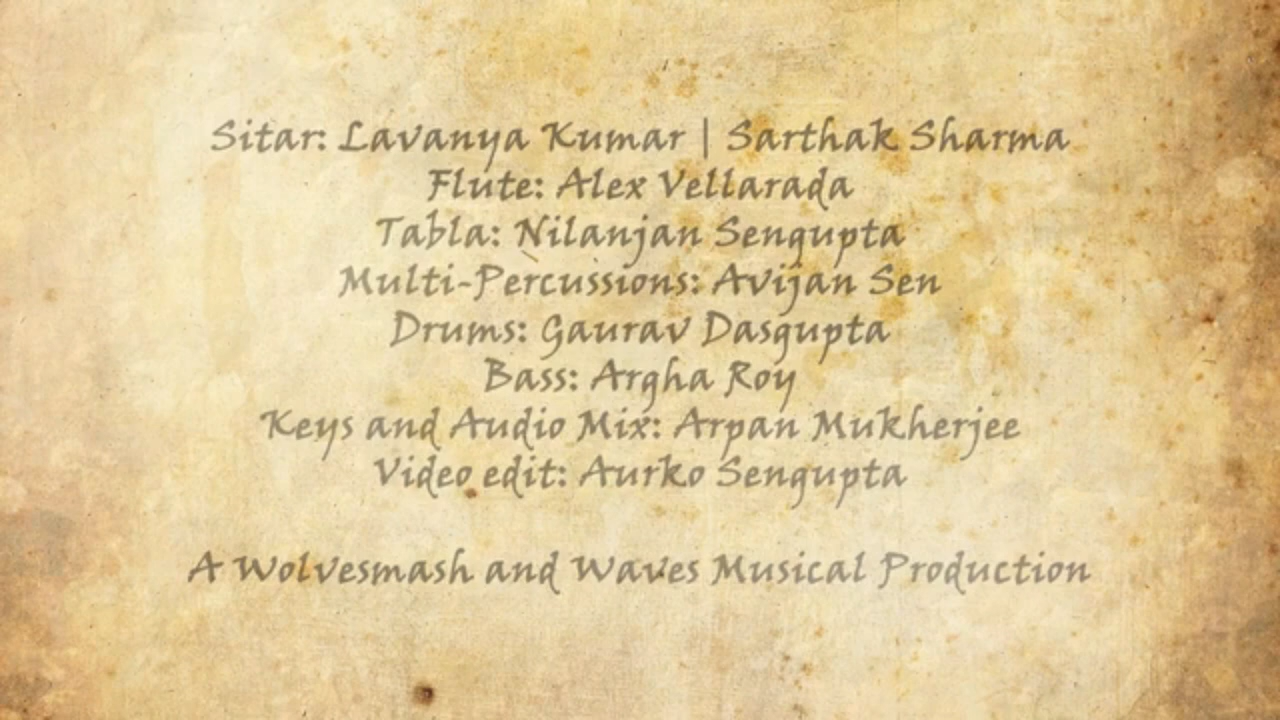 Sitar: Lavanya Kumar | Sarthak Sharma
Flute: Alex Vellarada
Tabla: Nilanjan Sengupta
Multi-Percussions: Avijan Sen
Drums: Gaurav Dasgupta
Bass: Argha Roy
Keys and Audio Mix: Arpan Mukherjee
Video edit: Aurko Sengupta
A Wolvesmash and Waves Musical Production